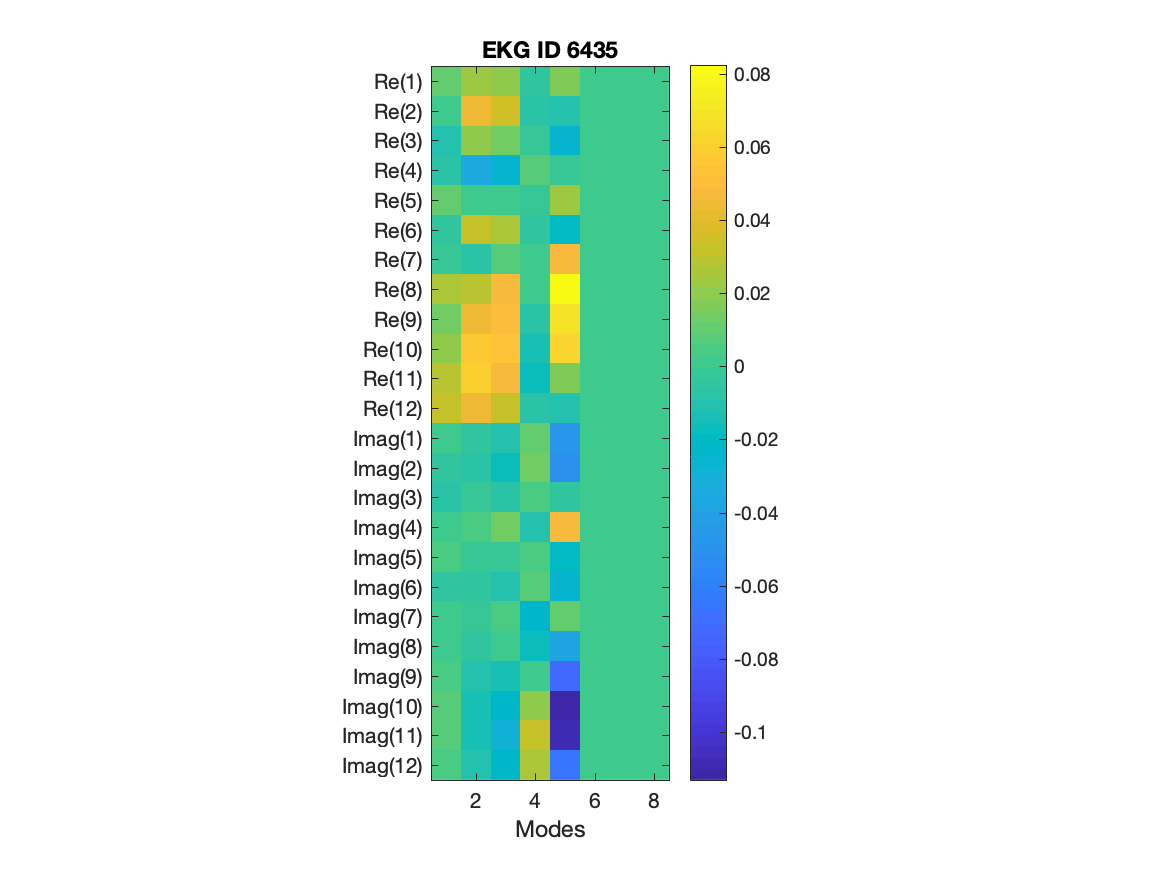 EKG ID 6435
Re(1)
Re(2)
Re(3)
Re(4)
Re(5)
Re(6)
Re(7)
Re(8)
Re(9)
Re(10)
Re(11)
Re(12)
Imag(1)
Imag(2)
Imag(3)
Imag(4)
Imag(5)
Imag(6)
Imag(7)
Imag(8)
Imag(9)
Imag(10)
Imag(11)
Imag(12)
2 4 6 8
Modes
0.08
0.06
0.04
0.02
0
-0.02
-0.04
-0.06
-0.08
-0.1